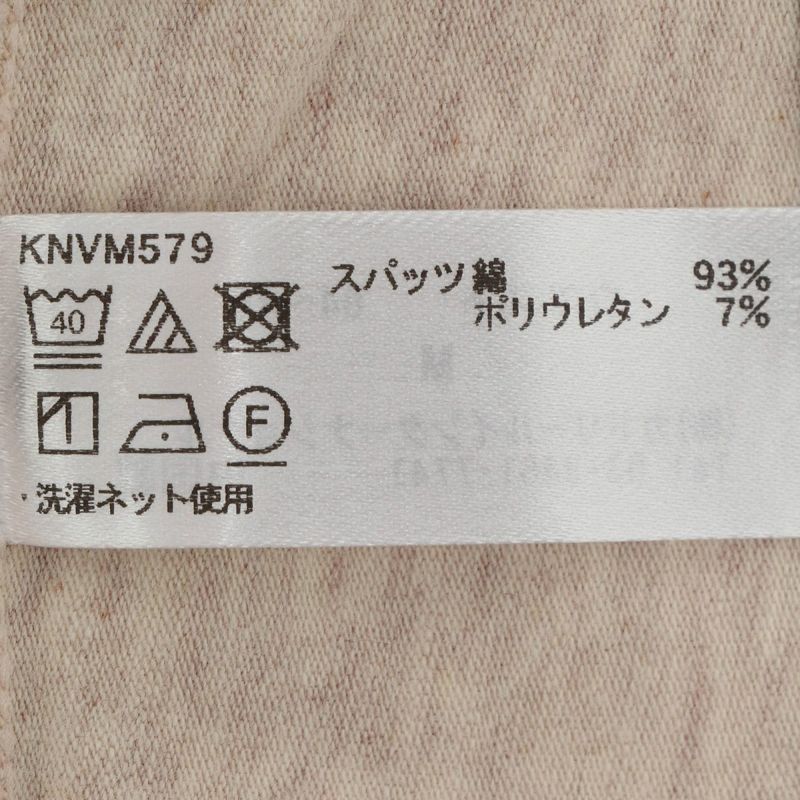 KNVM579
スパッツ 綿 93%
ポリウレタン 7%
40
F
・洗濯ネット使用